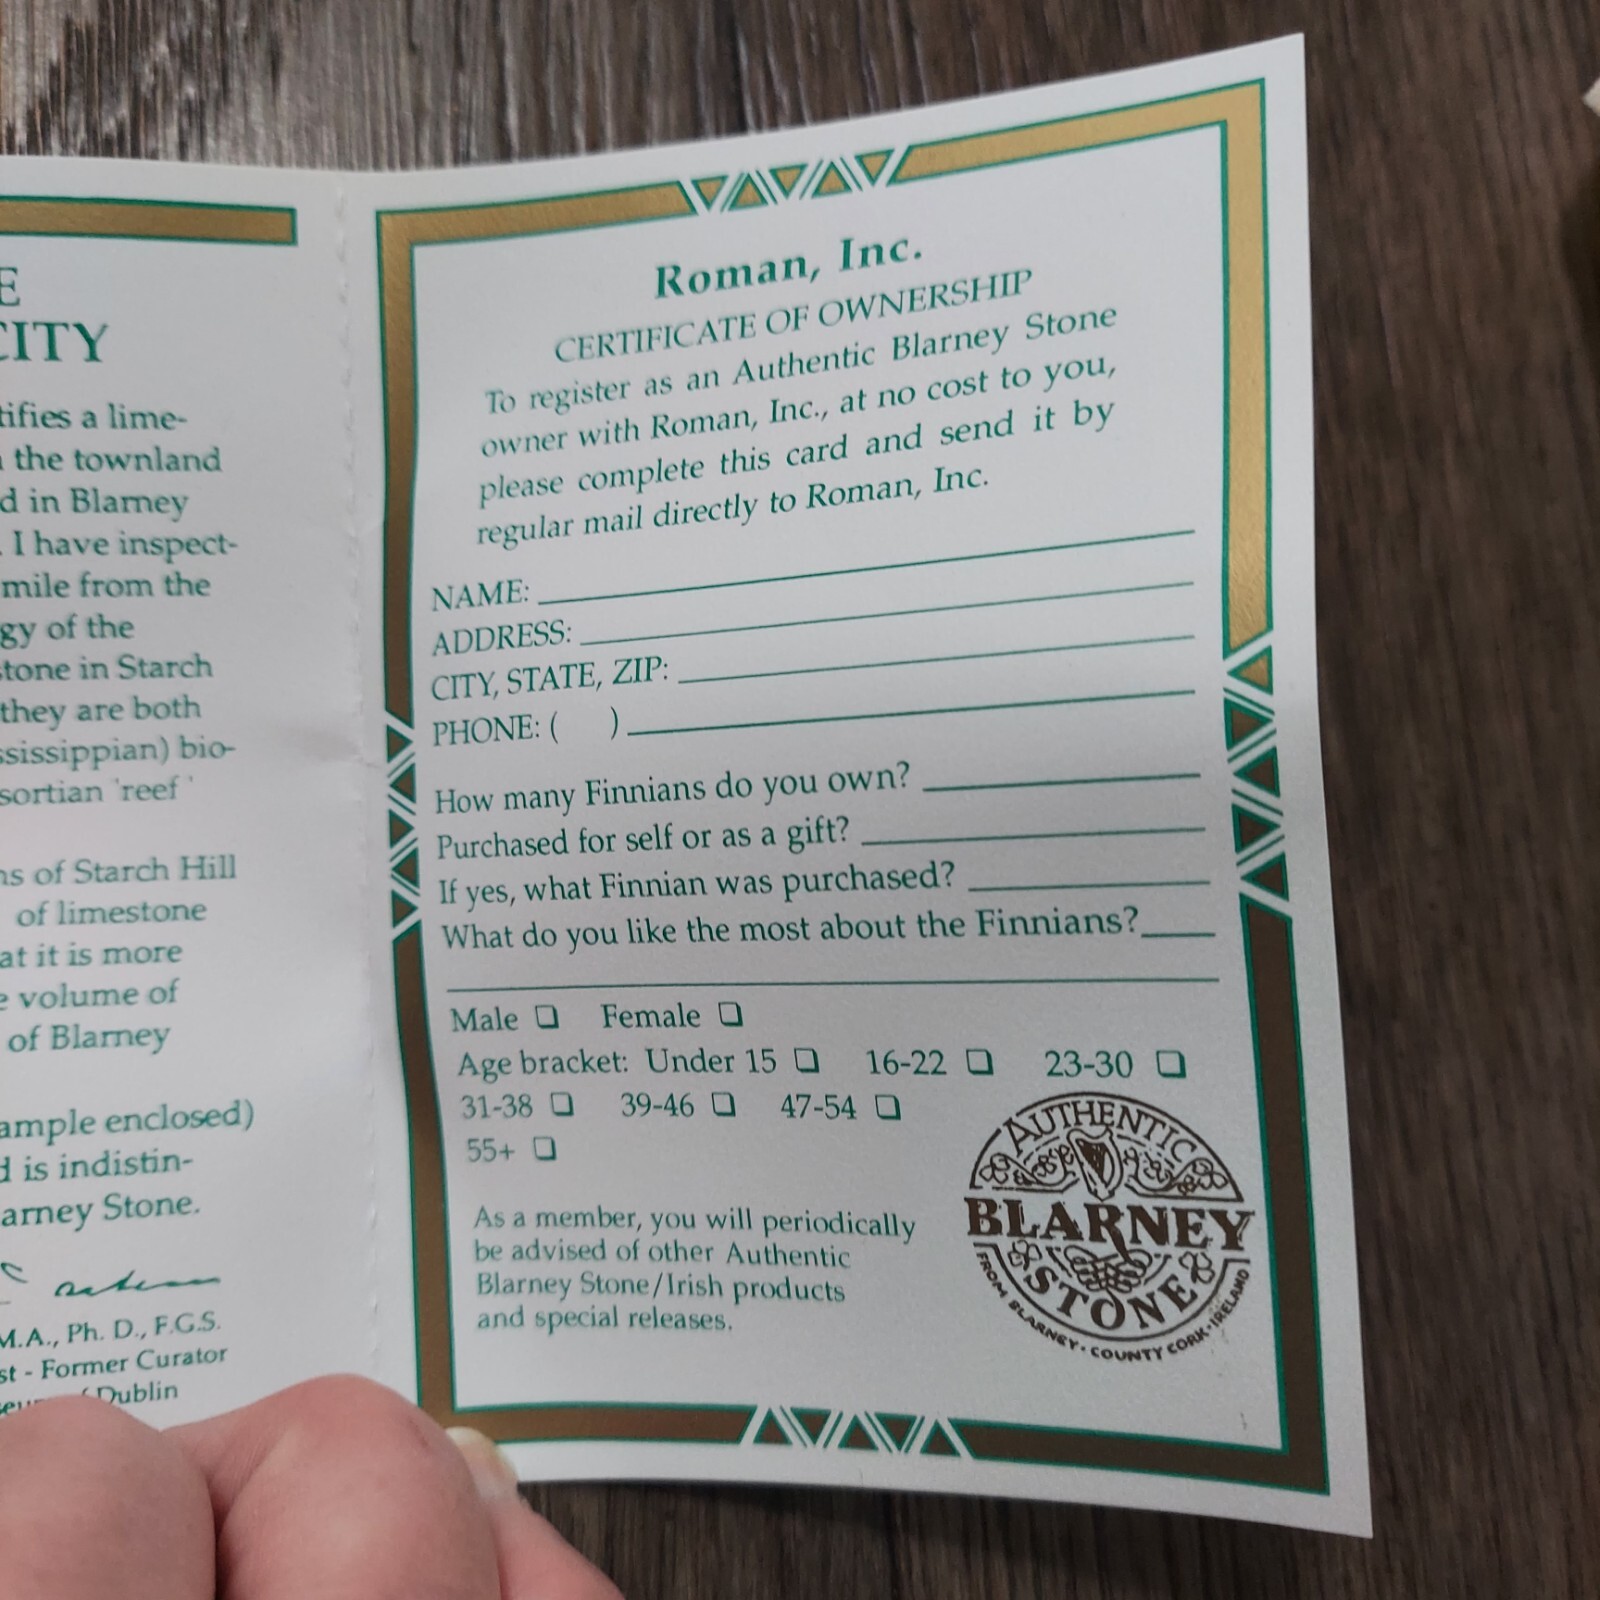 E
CITY
tifies a lime-
the townland
d in Blarney
. I have inspect-
mile from the
gy of the
stone in Starch
they are both
ssissippian) bio-
sortian 'reef'
ns of Starch Hill
of limestone
at it is more
e volume of
of Blarney
ample enclosed)
d is indistin-
arney Stone.
M.A., Ph. D., F.G.S.
st - Former Curator
Dublin
Roman, Inc.
CERTIFICATE OF OWNERSHIP
To register as an Authentic Blarney Stone
owner with Roman, Inc., at no cost to you,
please complete this card and send it by
regular mail directly to Roman, Inc.
NAME:
ADDRESS:
CITY, STATE, ZIP:
PHONE: ( )
How many Finnians do you own?
Purchased for self or as a gift?
If yes, what Finnian was purchased?
What do you like the most about the Finnians?
Male ❏ Female ❏
Age bracket: Under 15 ❏ 16-22 ❏ 23-30 ❏
31-38 ❏ 39-46 ❏ 47-54 ❏
55+ ❏
As a member, you will periodically
be advised of other Authentic
Blarney Stone/Irish products
and special releases.
AUTHENTIC
BLARNEY
STONE
FROM BLARNEY · COUNTY CORK · IRELAND